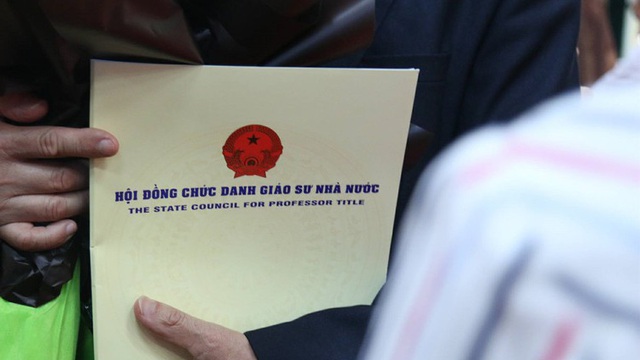 HỘI ĐỒNG CHỨC DANH GIÁO SƯ NHÀ NƯỚC
THE STATE COUNCIL FOR PROFESSOR TITLE